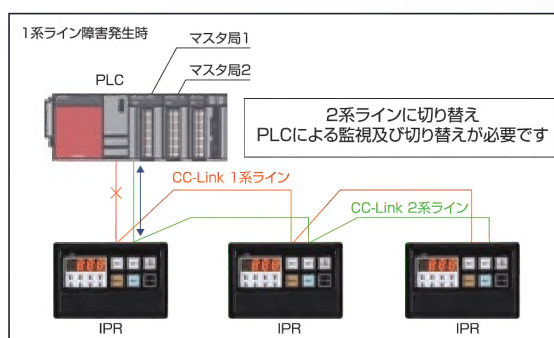 1系ライン障害発生時
マスタ局1
マスタ局2
PLC
2系ラインに切り替え
PLCによる監視及び切り替えが必要です
CC-Link 1系ライン
CC-Link 2系ライン
IPR
IPR
IPR